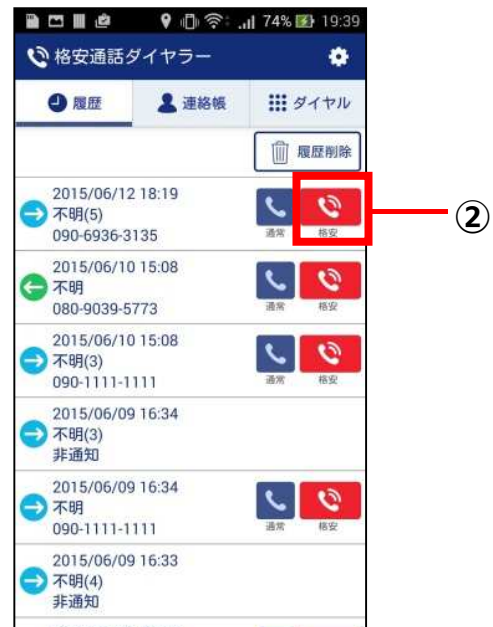 74% 19:39
格安通話ダイヤラー
履歴 連絡帳 ダイヤル
履歴削除
2015/06/12 18:19
不明(5)
090-6936-3135
通常 格安
②
2015/06/10 15:08
不明
080-9039-5773
通常 格安
2015/06/10 15:08
不明(3)
090-1111-1111
通常 格安
2015/06/09 16:34
不明(3)
非通知
2015/06/09 16:34
不明
090-1111-1111
通常 格安
2015/06/09 16:33
不明(4)
非通知